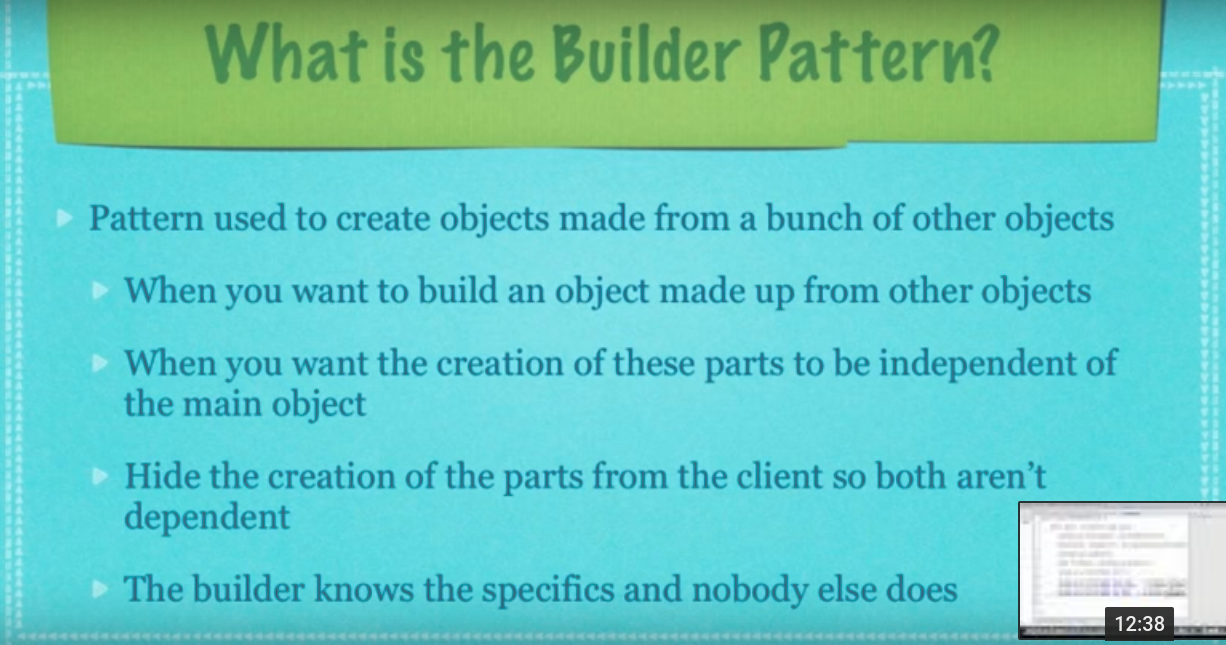 What is the Builder Pattern?
Pattern used to create objects made from a bunch of other objects
When you want to build an object made up from other objects
When you want the creation of these parts to be independent of
the main object
Hide the creation of the parts from the client so both aren't
dependent
The builder knows the specifics and nobody else does
12:38